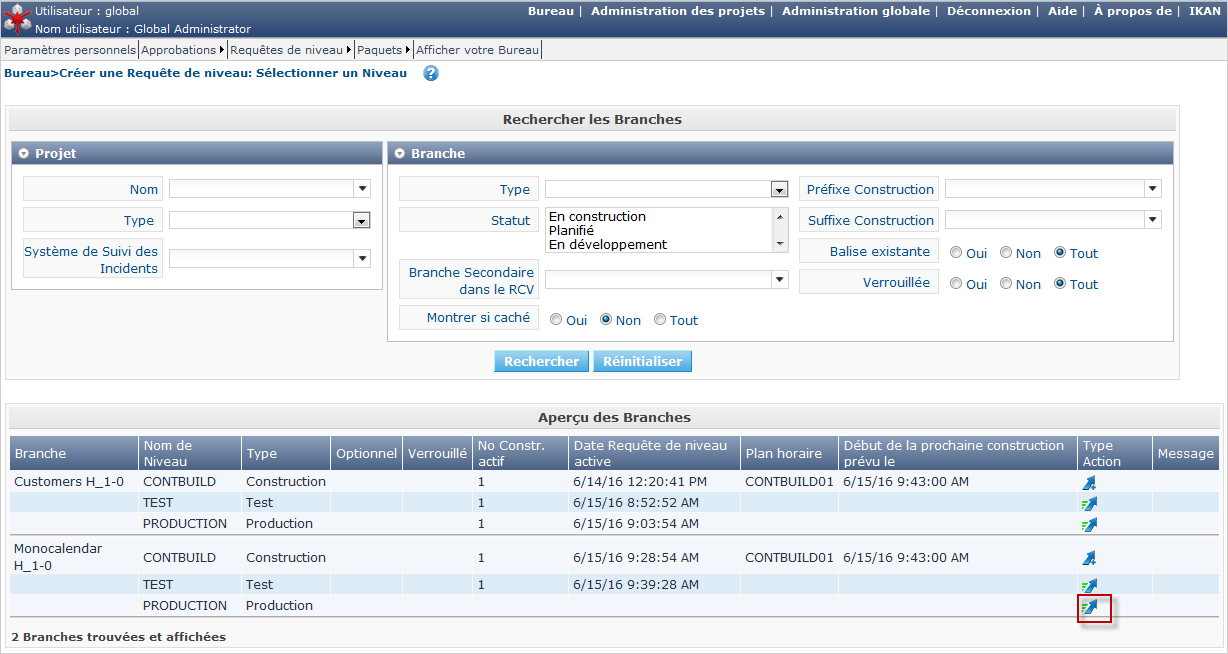 Utilisateur : global
Nom utilisateur : Global Administrator
Bureau | Administration des projets | Administration globale | Déconnexion | Aide | À propos de | IKAN
Paramètres personnels Approbations Requêtes de niveau Paquets Afficher votre Bureau
Bureau>Créer une Requête de niveau: Sélectionner un Niveau ?
Rechercher les Branches
Projet
Nom
Type
Système de Suivi des Incidents
Branche
Type
Statut
En construction
Planifié
En développement
Branche Secondaire dans le RCV
Montrer si caché
Oui Non Tout
Préfixe Construction
Suffixe Construction
Balise existante
Oui Non Tout
Verrouillée
Oui Non Tout
Rechercher Réinitialiser
Aperçu des Branches
Branche Nom de Niveau Type Optionnel Verrouillé No Constr. actif Date Requête de niveau active Plan horaire Début de la prochaine construction prévu le Type Action Message
Customers H_1-0 CONTBUILD Construction 1 6/14/16 12:20:41 PM CONTBUILD01 6/15/16 9:43:00 AM
TEST Test 1 6/15/16 8:52:52 AM
PRODUCTION Production 1 6/15/16 9:03:54 AM
Monocalendar H_1-0 CONTBUILD Construction 1 6/15/16 9:28:54 AM CONTBUILD01 6/15/16 9:43:00 AM
TEST Test 1 6/15/16 9:39:28 AM
PRODUCTION Production
2 Branches trouvées et affichées